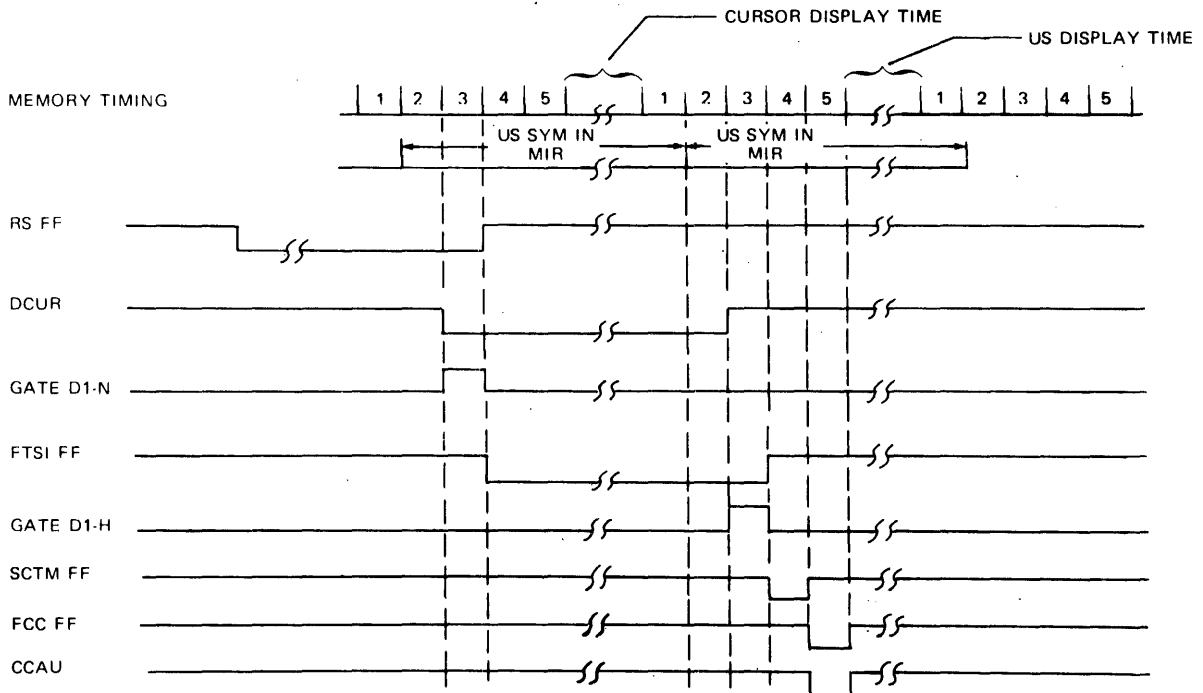 CURSOR DISPLAY TIME
US DISPLAY TIME
MEMORY TIMING
1 2 3 4 5 1 2 3 4 5 1 2 3 4 5
US SYM IN MIR
US SYM IN MIR
RS FF
DCUR
GATE D1-N
FTSI FF
GATE D1-H
SCTM FF
FCC FF
CCAU